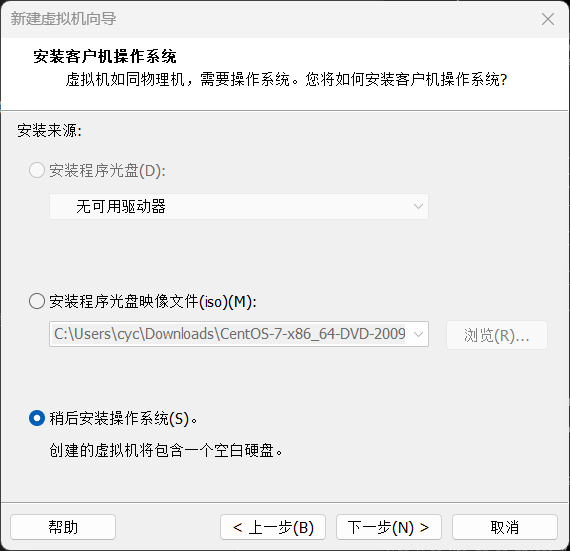 新建虚拟机向导
安装客户机操作系统
虚拟机如同物理机，需要操作系统。您将如何安装客户机操作系统?
安装来源:
安装程序光盘(D):
无可用驱动器
安装程序光盘映像文件(iso)(M):
C:\Users\cyc\Downloads\CentOS-7-x86_64-DVD-2009
浏览(R)...
稍后安装操作系统(S)。
创建的虚拟机将包含一个空白硬盘。
帮助
< 上一步(B)
下一步(N) >
取消